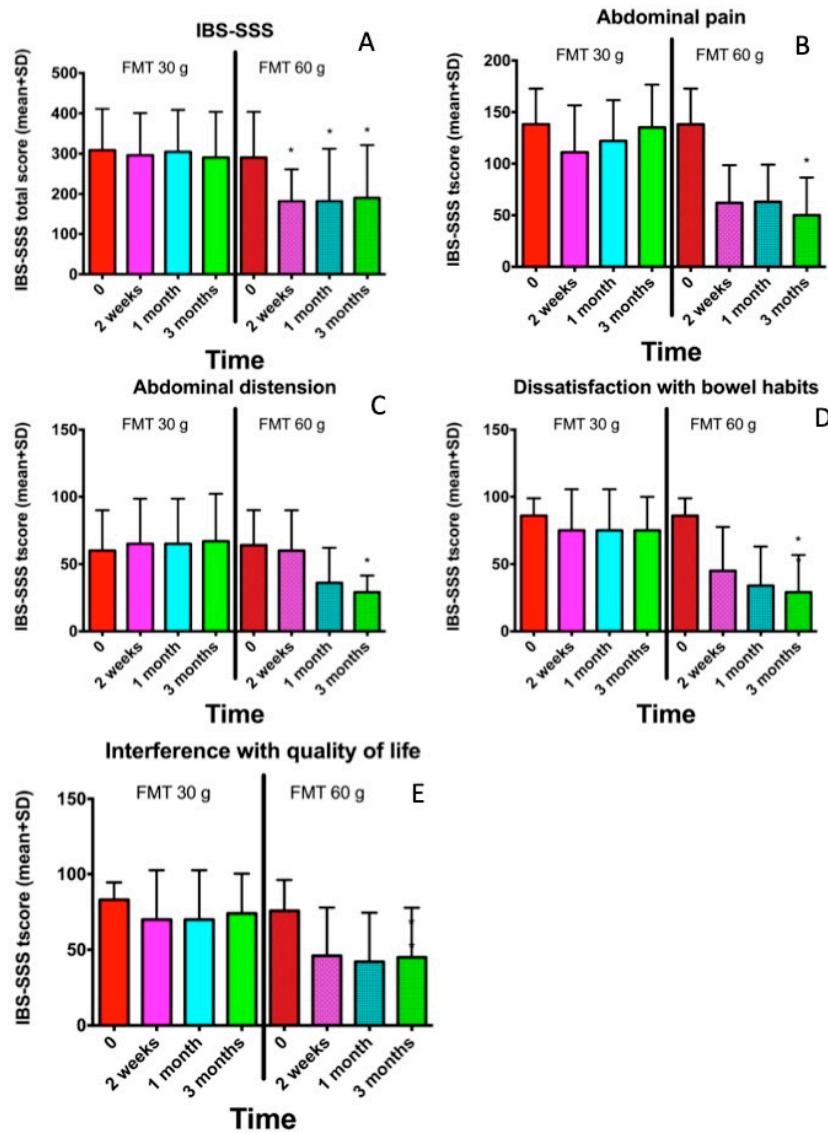 IBS-SSS
A
FMT 30 g FMT 60 g
IBS-SSS total score (mean+SD)
500
400
300
200
100
0
* * *
0 2 weeks 1 month 3 months 0 2 weeks 1 month 3 months
Time
Abdominal pain
B
FMT 30 g FMT 60 g
IBS-SSS tscore (mean+SD)
200
150
100
50
0
*
0 2 weeks 1 month 3 months 0 2 weeks 1 month 3 moths
Time
Abdominal distension
C
FMT 30 g FMT 60 g
IBS-SSS tscore (mean+SD)
150
100
50
0
*
0 2 weeks 1 month 3 months 0 2 weeks 1 month 3 months
Time
Dissatisfaction with bowel habits
D
FMT 30 g FMT 60 g
IBS-SSS tscore (mean+SD)
150
100
50
0
*
*
0 2 weeks 1 month 3 months 0 2 weeks 1 month 3 months
Time
Interference with quality of life
E
FMT 30 g FMT 60 g
IBS-SSS tscore (mean+SD)
150
100
50
0
*
*
0 2 weeks 1 month 3 months 0 2 weeks 1 month 3 months
Time